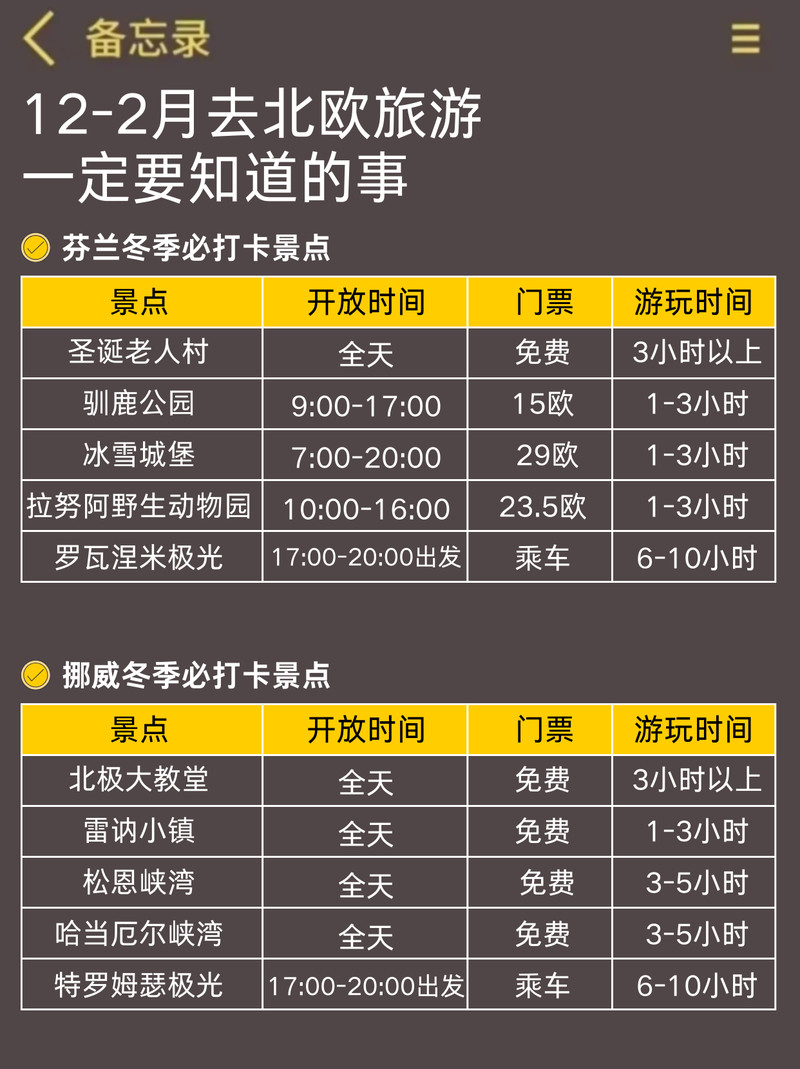 备忘录
12-2月去北欧旅游
一定要知道的事
芬兰冬季必打卡景点
景点 开放时间 门票 游玩时间
圣诞老人村 全天 免费 3小时以上
驯鹿公园 9:00-17:00 15欧 1-3小时
冰雪城堡 7:00-20:00 29欧 1-3小时
拉努阿野生动物园 10:00-16:00 23.5欧 1-3小时
罗瓦涅米极光 17:00-20:00出发 乘车 6-10小时
挪威冬季必打卡景点
景点 开放时间 门票 游玩时间
北极大教堂 全天 免费 3小时以上
雷讷小镇 全天 免费 1-3小时
松恩峡湾 全天 免费 3-5小时
哈当厄尔峡湾 全天 免费 3-5小时
特罗姆瑟极光 17:00-20:00出发 乘车 6-10小时